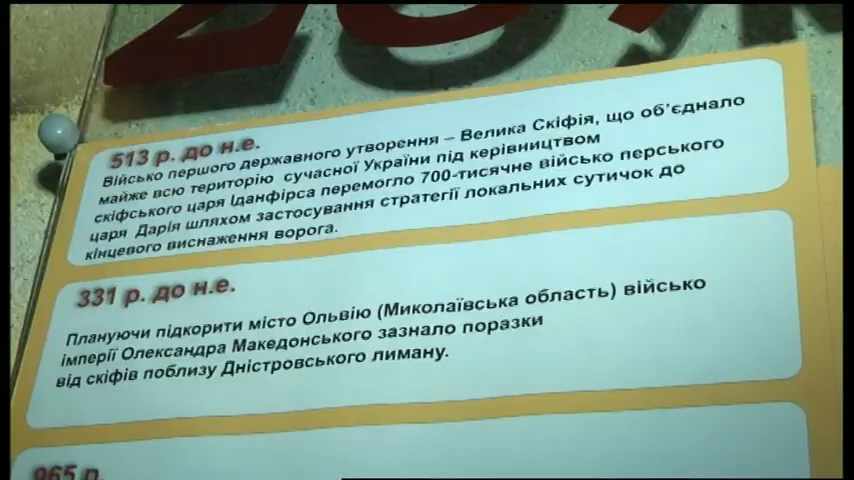 513 р. до н.е.
Військо першого державного утворення – Велика Скіфія, що об'єднало
майже всю територію сучасної України під керівництвом
скіфського царя Іданфірса перемогло 700-тисячне військо перського
царя Дарія шляхом застосування стратегії локальних сутичок до
кінцевого виснаження ворога.
331 р. до н.е.
Плануючи підкорити місто Ольвію (Миколаївська область) військо
імперії Олександра Македонського зазнало поразки
від скіфів поблизу Дністровського лиману.
965 р.